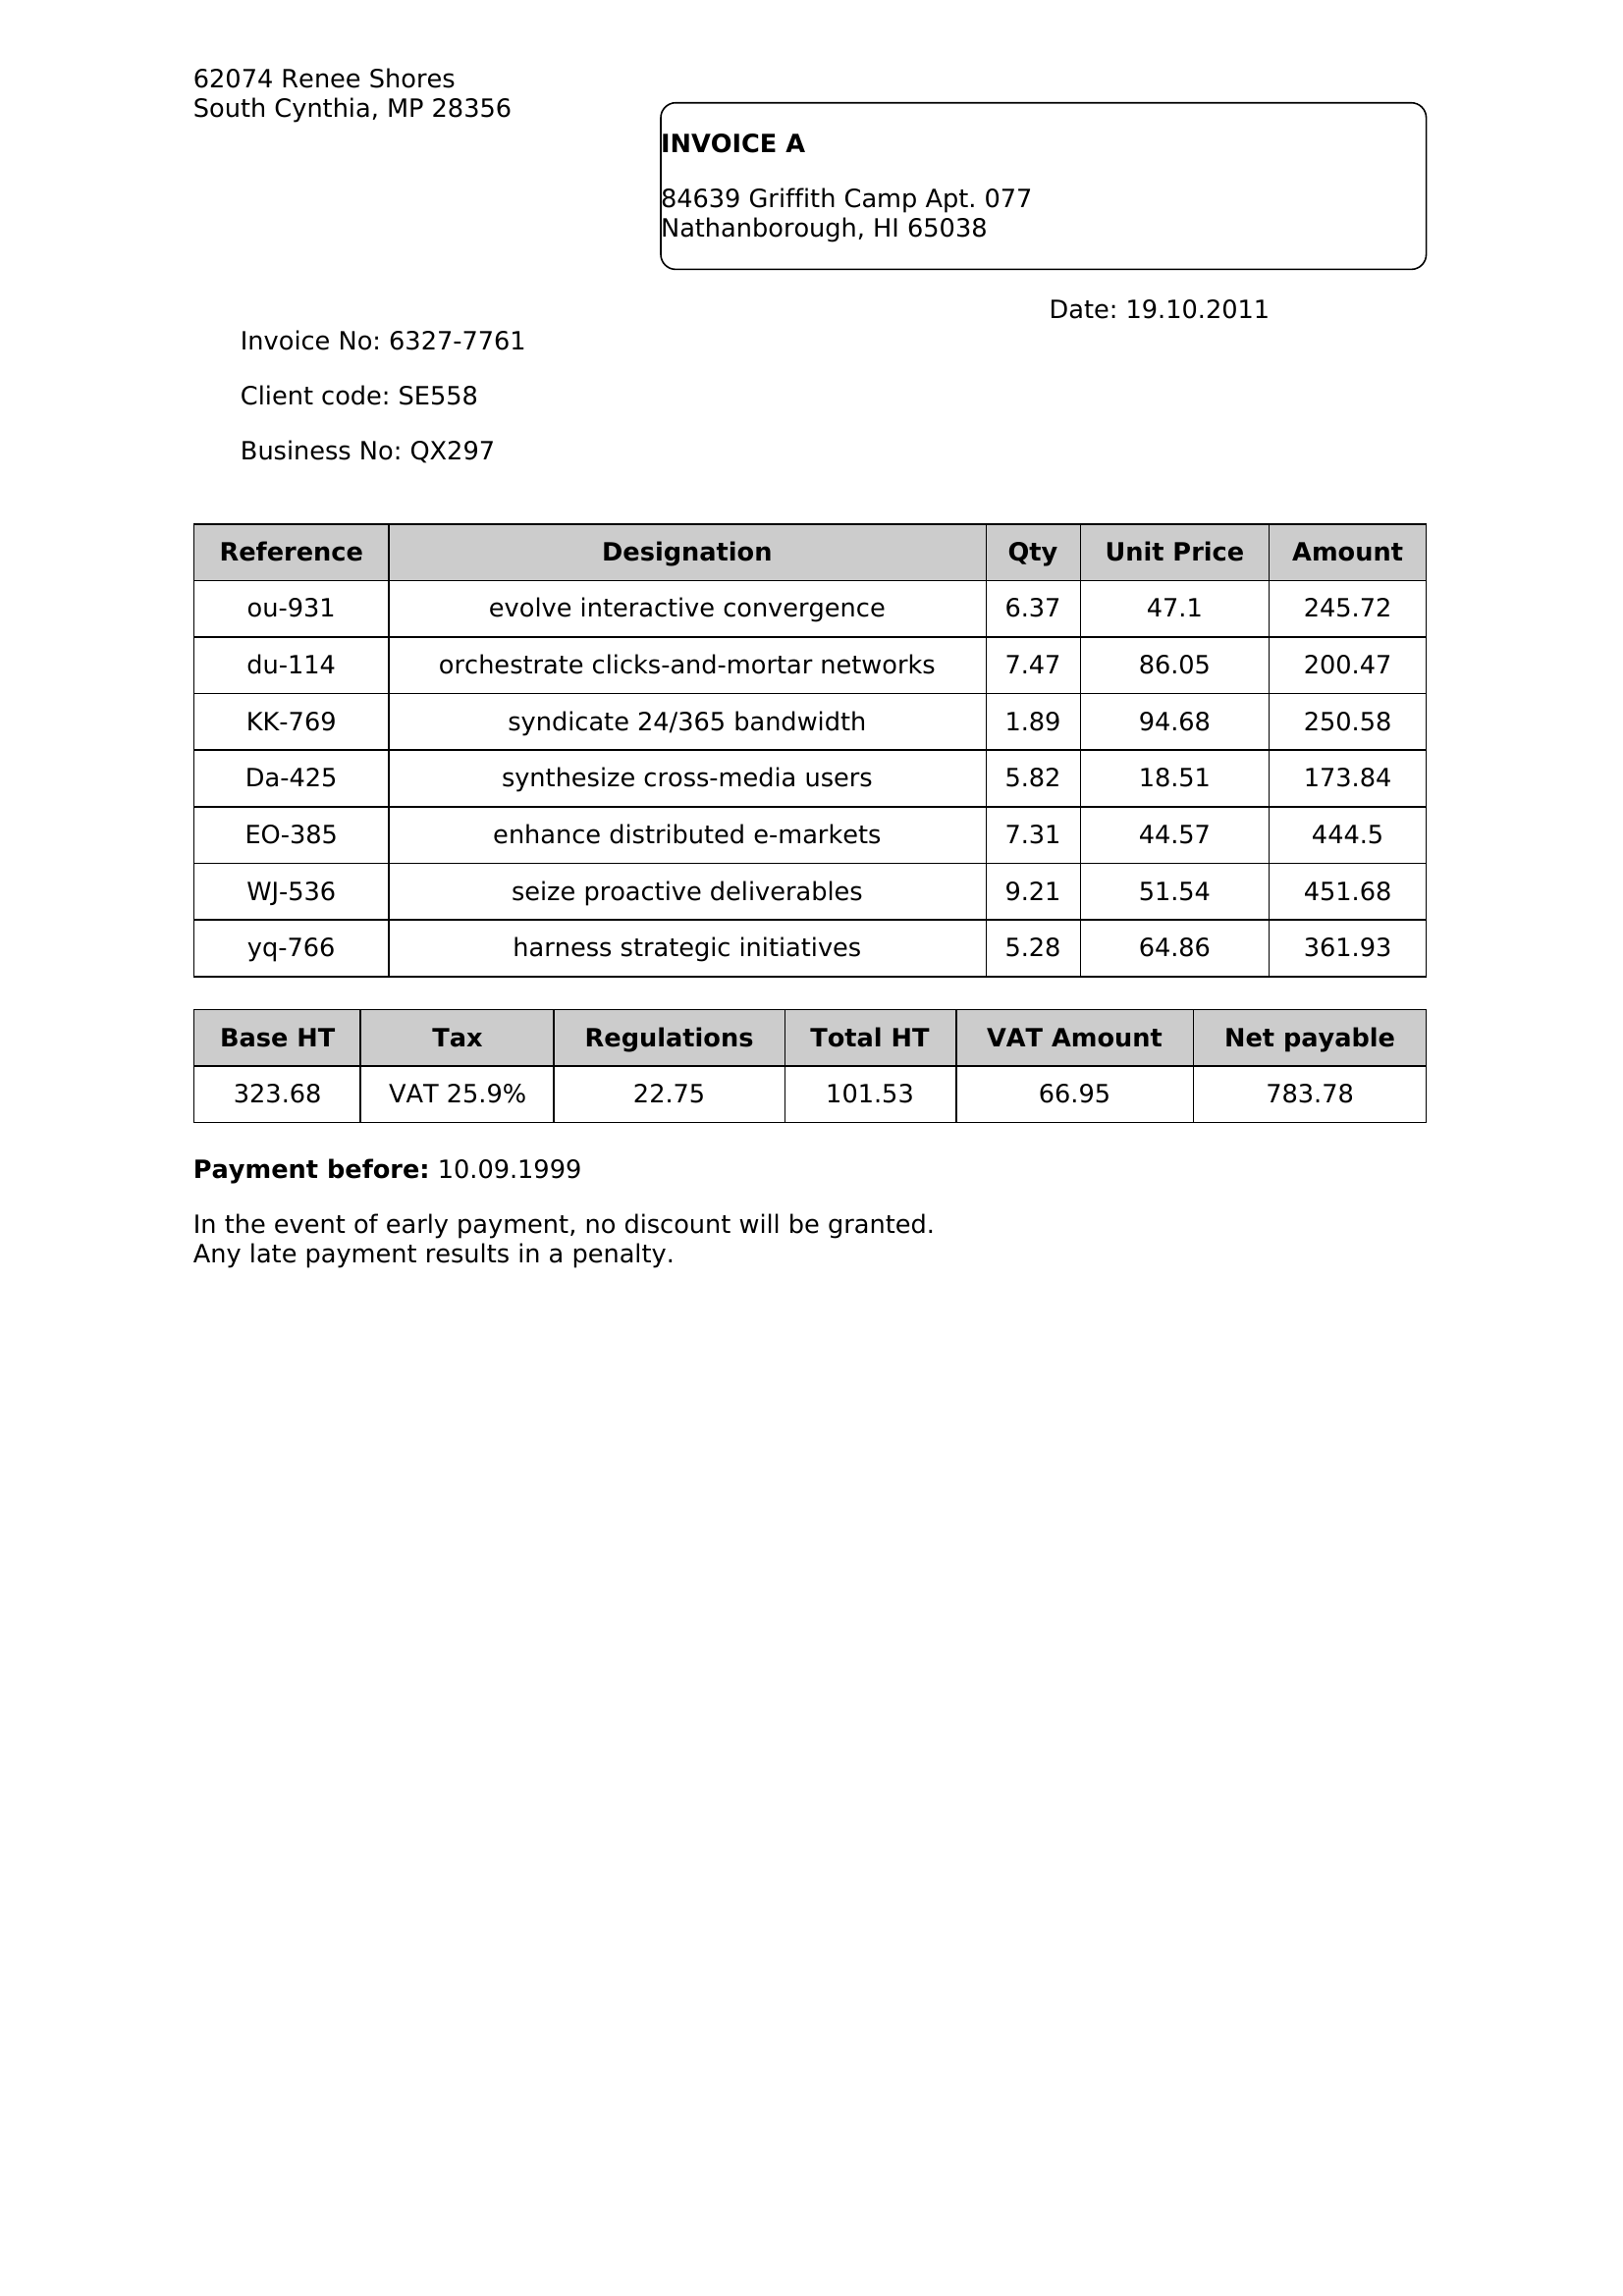 62074 Renee Shores
South Cynthia, MP 28356
INVOICE A
84639 Griffith Camp Apt. 077
Nathanborough, HI 65038
Date: 19.10.2011
Invoice No: 6327-7761
Client code: SE558
Business No: QX297
Reference Designation Qty Unit Price Amount
ou-931 evolve interactive convergence 6.37 47.1 245.72
du-114 orchestrate clicks-and-mortar networks 7.47 86.05 200.47
KK-769 syndicate 24/365 bandwidth 1.89 94.68 250.58
Da-425 synthesize cross-media users 5.82 18.51 173.84
EO-385 enhance distributed e-markets 7.31 44.57 444.5
WJ-536 seize proactive deliverables 9.21 51.54 451.68
yq-766 harness strategic initiatives 5.28 64.86 361.93
Base HT Tax Regulations Total HT VAT Amount Net payable
323.68 VAT 25.9% 22.75 101.53 66.95 783.78
Payment before: 10.09.1999
In the event of early payment, no discount will be granted.
Any late payment results in a penalty.